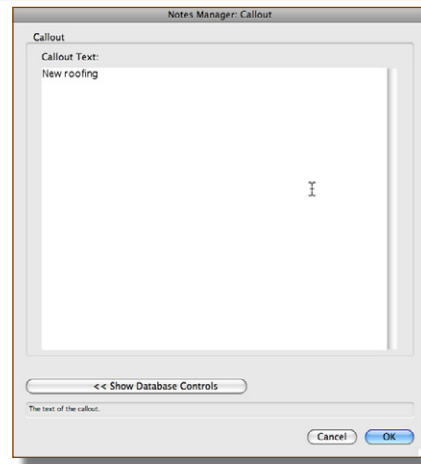 Notes Manager: Callout
Callout
Callout Text:
New roofing
<< Show Database Controls
The text of the callout.
Cancel
OK